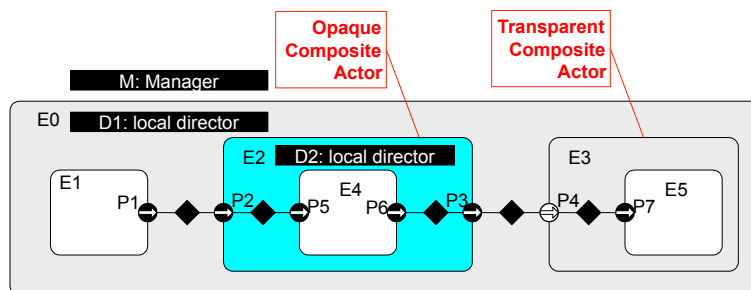 Opaque
Composite
Actor
Transparent
Composite
Actor
M: Manager
E0
D1: local director
E2
D2: local director
E3
E1
E4
E5
P1
P2
P5
P6
P3
P4
P7